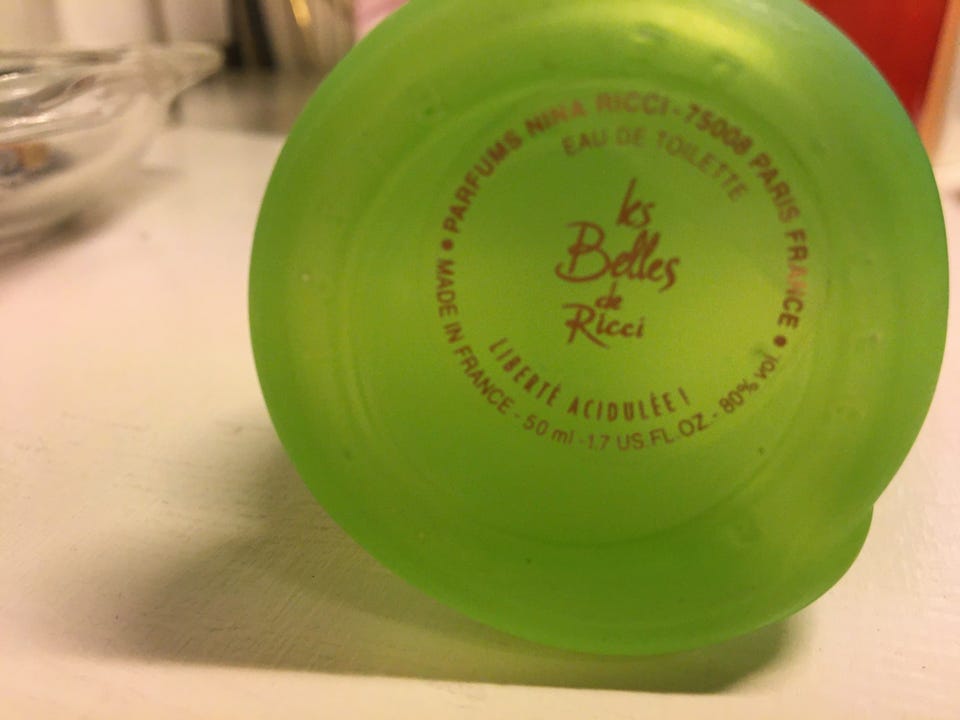 PARFUMS NINA RICCI - 75008 PARIS FRANCE
EAU DE TOILETTE
les
Belles
de
Ricci
LIBERTÉ ACIDULÉE !
MADE IN FRANCE - 50 ml - 1.7 US.FL.OZ. - 80% vol.